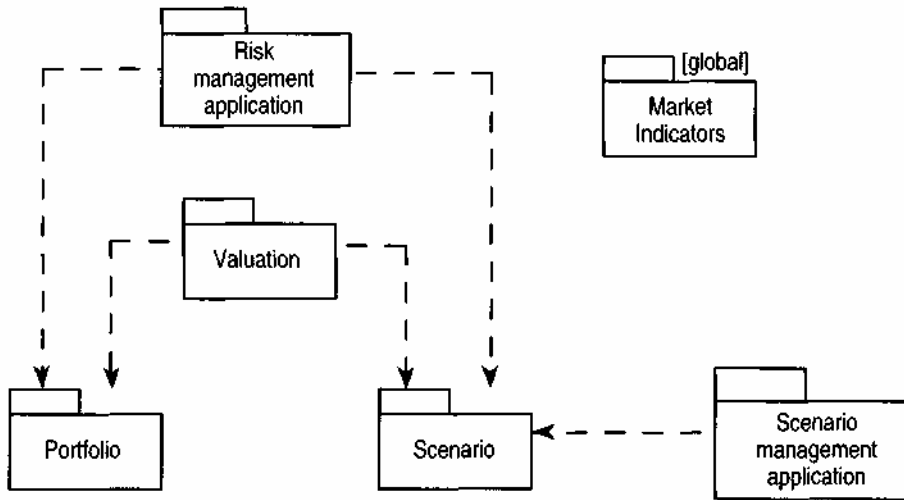 Risk
management
application
[global]
Market
Indicators
Valuation
Portfolio
Scenario
Scenario
management
application